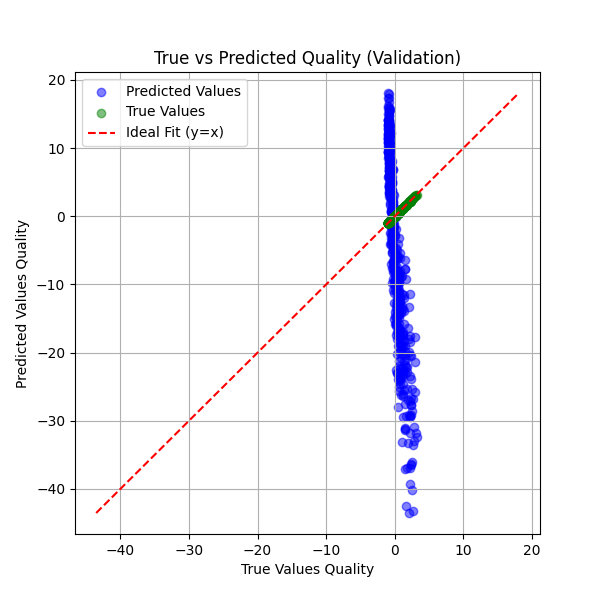 True vs Predicted Quality (Validation)
Predicted Values
True Values
Ideal Fit (y=x)
Predicted Values Quality
20
10
0
−10
−20
−30
−40
−40
−30
−20
−10
0
10
20
True Values Quality